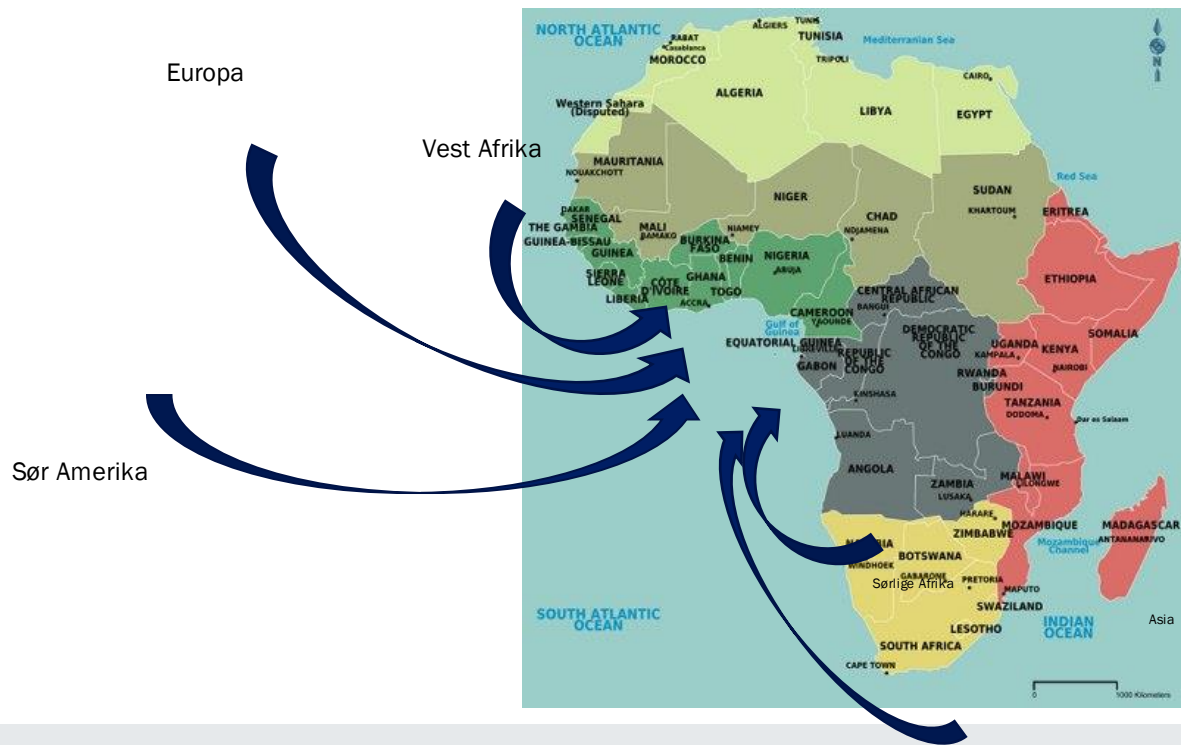 Europa
Vest Afrika
Sør Amerika
NORTH ATLANTIC
OCEAN
RABAT
Casablanca
MOROCCO
ALGIERS
TUNIS
TUNISIA
Mediterranean Sea
TRIPOLI
CAIRO
N
ALGERIA
LIBYA
EGYPT
Western Sahara
(Disputed)
MAURITANIA
NOUAKCHOTT
Red Sea
NIGER
SUDAN
CHAD
KHARTOUM
ERITREA
DAKAR
SENEGAL
THE GAMBIA
GUINEA-BISSAU
MALI
BAMAKO
NIAMEY
NDJAMENA
BURKINA
FASO
GUINEA
BENIN
NIGERIA
ABUJA
ETHIOPIA
SIERRA
LEONE
CÔTE
D'IVOIRE
GHANA
TOGO
LIBERIA
ACCRA
CENTRAL AFRICAN
REPUBLIC
BANGUI
CAMEROON
YAOUNDE
Gulf of
Guinea
EQUATORIAL GUINEA
LIBREVILLE
GABON
REPUBLIC
OF THE
CONGO
DEMOCRATIC
REPUBLIC
OF THE
CONGO
UGANDA
KAMPALA
KENYA
NAIROBI
SOMALIA
RWANDA
BURUNDI
KINSHASA
TANZANIA
DODOMA
Dar es Salaam
LUANDA
ANGOLA
ZAMBIA
LUSAKA
MALAWI
LILONGWE
HARARE
ZIMBABWE
MOZAMBIQUE
Mozambique
Channel
MADAGASCAR
ANTANANARIVO
WINDHOEK
BOTSWANA
GABARONE
Sørlige Afrika
PRETORIA
MAPUTO
SWAZILAND
LESOTHO
SOUTH AFRICA
CAPE TOWN
SOUTH ATLANTIC
OCEAN
INDIAN
OCEAN
Asia
0
1000 Kilometers